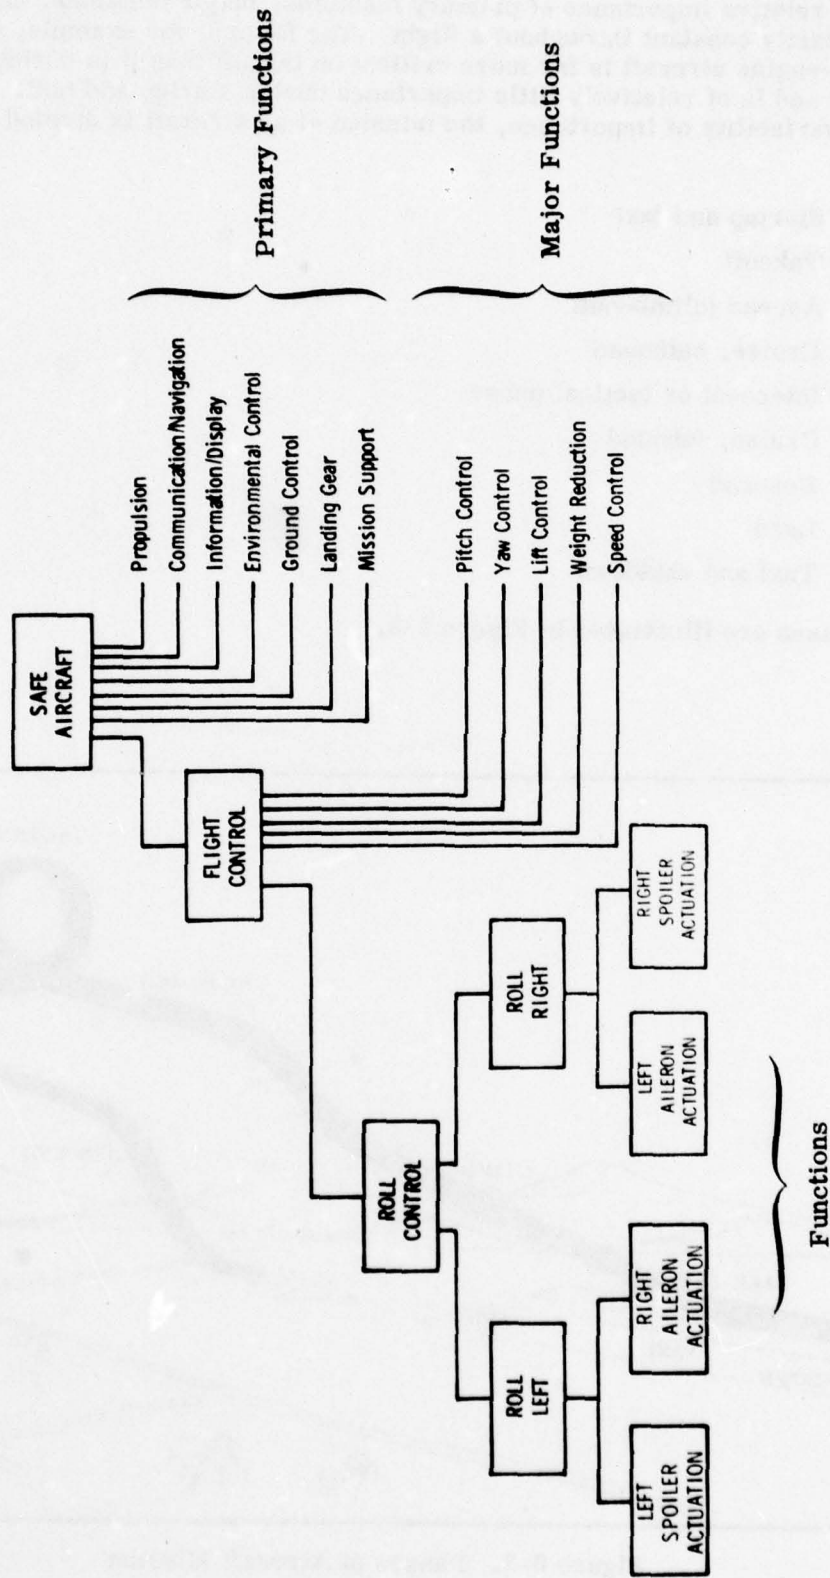 SAFE
AIRCRAFT
Propulsion
Communication/Navigation
Information/Display
Environmental Control
Ground Control
Landing Gear
Mission Support
Primary Functions
FLIGHT
CONTROL
Pitch Control
Yaw Control
Lift Control
Weight Reduction
Speed Control
Major Functions
ROLL
CONTROL
ROLL
LEFT
ROLL
RIGHT
LEFT
SPOILER
ACTUATION
RIGHT
AILERON
ACTUATION
LEFT
AILERON
ACTUATION
RIGHT
SPOILER
ACTUATION
Functions